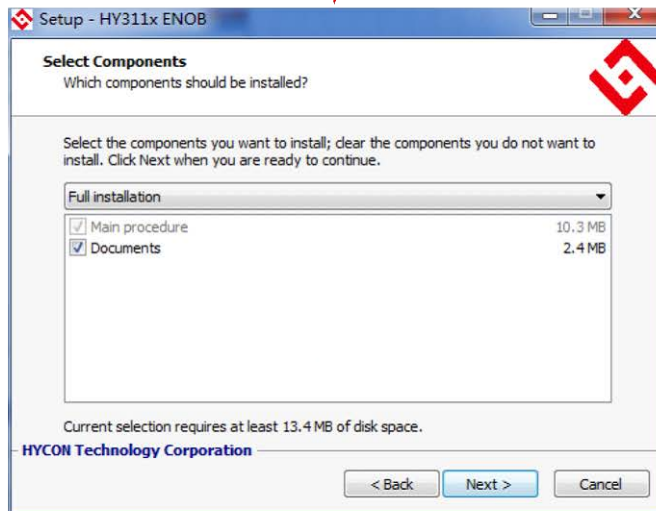 Setup - HY311x ENOB
Select Components
Which components should be installed?
Select the components you want to install; clear the components you do not want to
install. Click Next when you are ready to continue.
Full installation
Main procedure 10.3 MB
Documents 2.4 MB
Current selection requires at least 13.4 MB of disk space.
HYCON Technology Corporation
< Back Next > Cancel